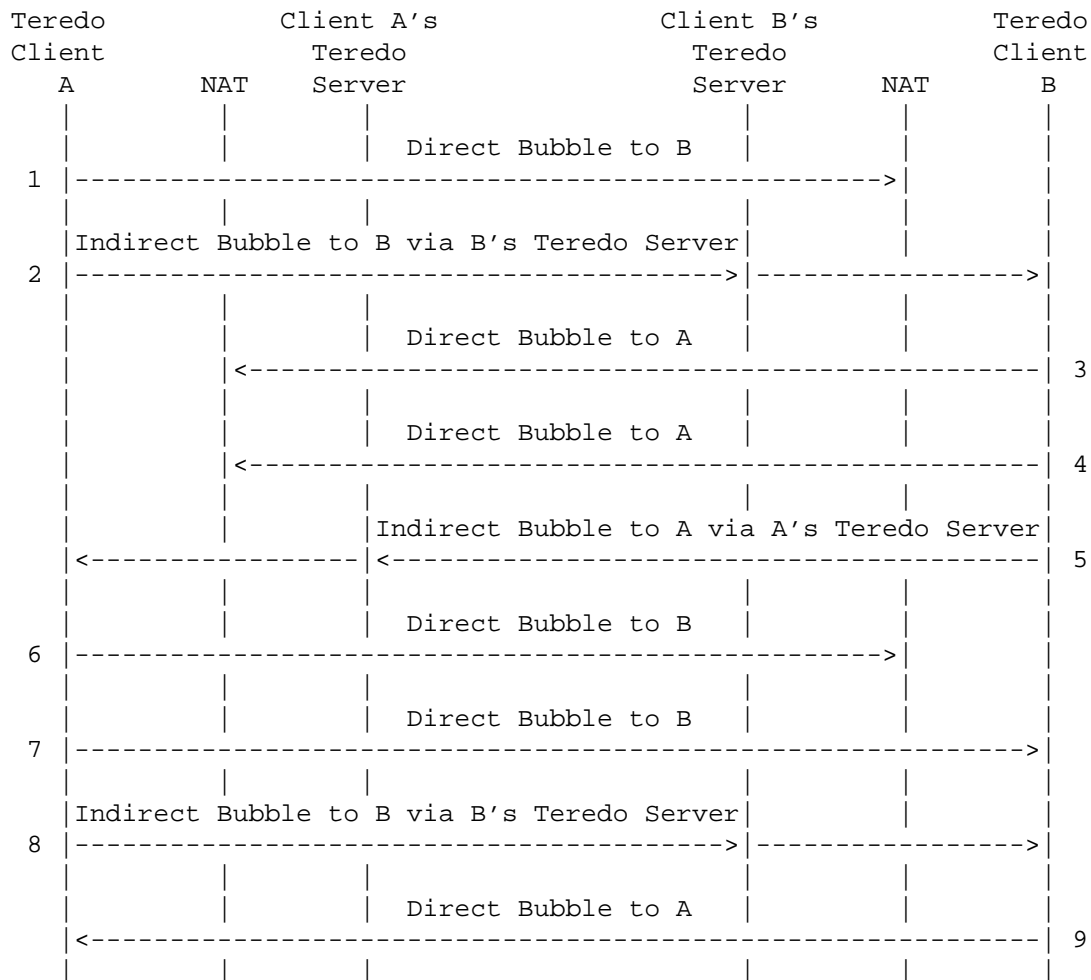 Teredo Client A's Client B's Teredo
Client Teredo Teredo Client
A NAT Server Server NAT B
Direct Bubble to B
1
Indirect Bubble to B via B's Teredo Server
2
Direct Bubble to A
3
Direct Bubble to A
4
Indirect Bubble to A via A's Teredo Server
5
Direct Bubble to B
6
Direct Bubble to B
7
Indirect Bubble to B via B's Teredo Server
8
Direct Bubble to A
9